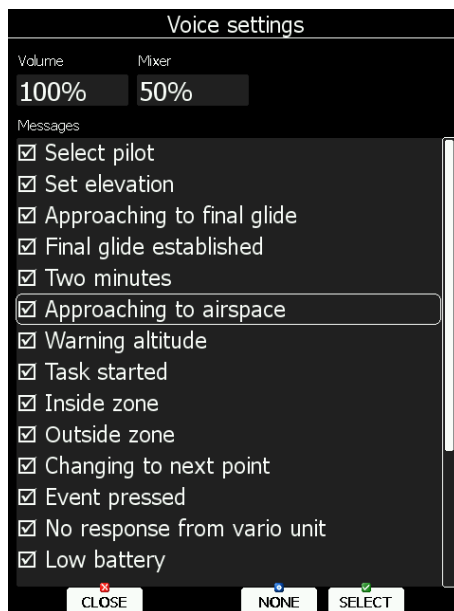 Voice settings
Volume Mixer
100% 50%
Messages
Select pilot
Set elevation
Approaching to final glide
Final glide established
Two minutes
Approaching to airspace
Warning altitude
Task started
Inside zone
Outside zone
Changing to next point
Event pressed
No response from vario unit
Low battery
CLOSE NONE SELECT